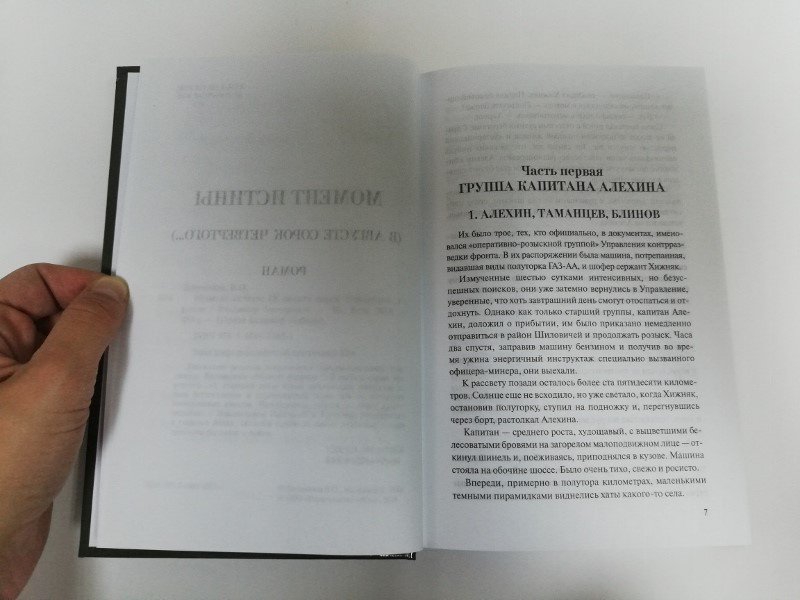 Часть первая
ГРУППА КАПИТАНА АЛЕХИНА
1. АЛЕХИН, ТАМАНЦЕВ, БЛИНОВ
Их было трое, тех, кто официально, в документах, имено-
вался «оперативно-розыскной группой» Управления контрраз-
ведки фронта. В их распоряжении была машина, потрепанная,
видавшая виды полуторка ГАЗ-АА, и шофер сержант Хижняк.
Измученные шестью сутками интенсивных, но безус-
пешных поисков, они уже затемно вернулись в Управление,
уверенные, что хоть завтрашний день смогут отоспаться и от-
дохнуть. Однако как только старший группы, капитан Але-
хин, доложил о прибытии, им было приказано немедленно
отправиться в район Шиловичей и продолжать розыск. Часа
два спустя, заправив машину бензином и получив во вре-
мя ужина энергичный инструктаж специально вызванного
офицера-минера, они выехали.
К рассвету позади осталось более ста пятидесяти километ-
ров. Солнце еще не всходило, но уже светало, когда Хижняк,
остановив полуторку, ступил на подножку и, перегнувшись
через борт, растолкал Алехина.
Капитан — среднего роста, худощавый, с выцветшими бе-
лесоватыми бровями на загорелом малоподвижном лице — от-
кинул шинель и, поеживаясь, приподнялся в кузове. Машина
стояла на обочине шоссе. Было очень тихо, свежо и росисто.
Впереди, примерно в полутора километрах, маленькими
темными пирамидками виднелись хаты какого-то села.
7
МОМЕНТ ИСТИНЫ
(В АВГУСТЕ СОРОК ЧЕТВЕРТОГО...)
РОМАН